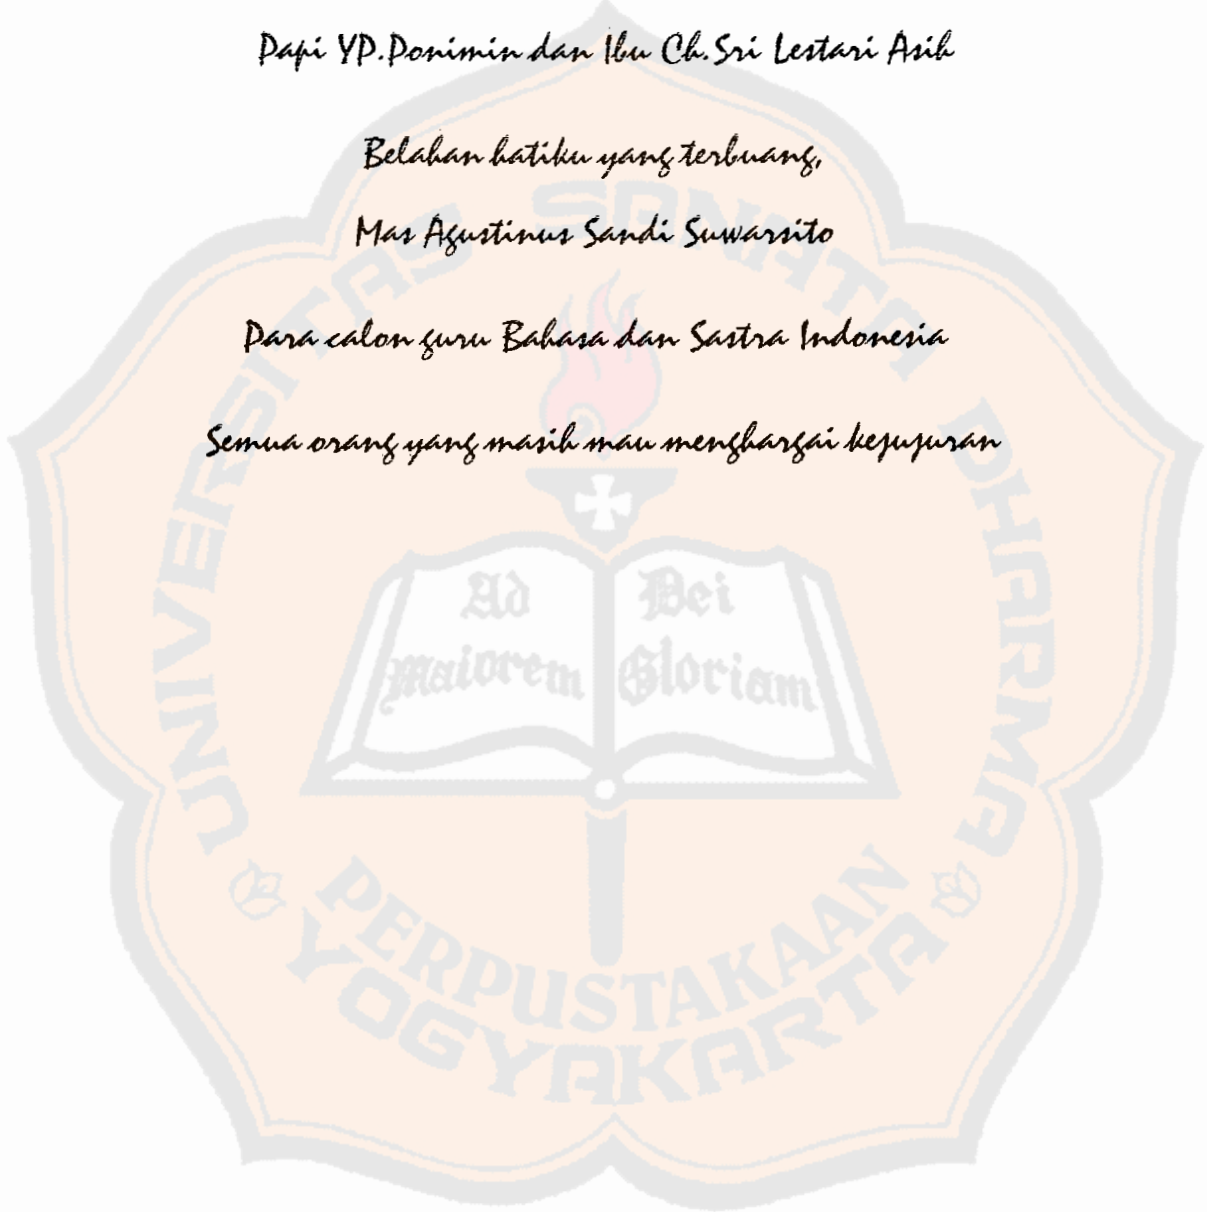 Papi YP.Ponimin dan Ibu Ch.Sri Lestari Asih
Belahan hatiku yang terbuang,
Mas Agustinus Sandi Suwarsito
Para calon guru Bahasa dan Sastra Indonesia
Semua orang yang masih mau menghargai kejujuran
UNIVERSITAS SANATA DHARMA
Ad Dei
maiorem Gloriam
PERPUSTAKAAN
YOGYAKARTA